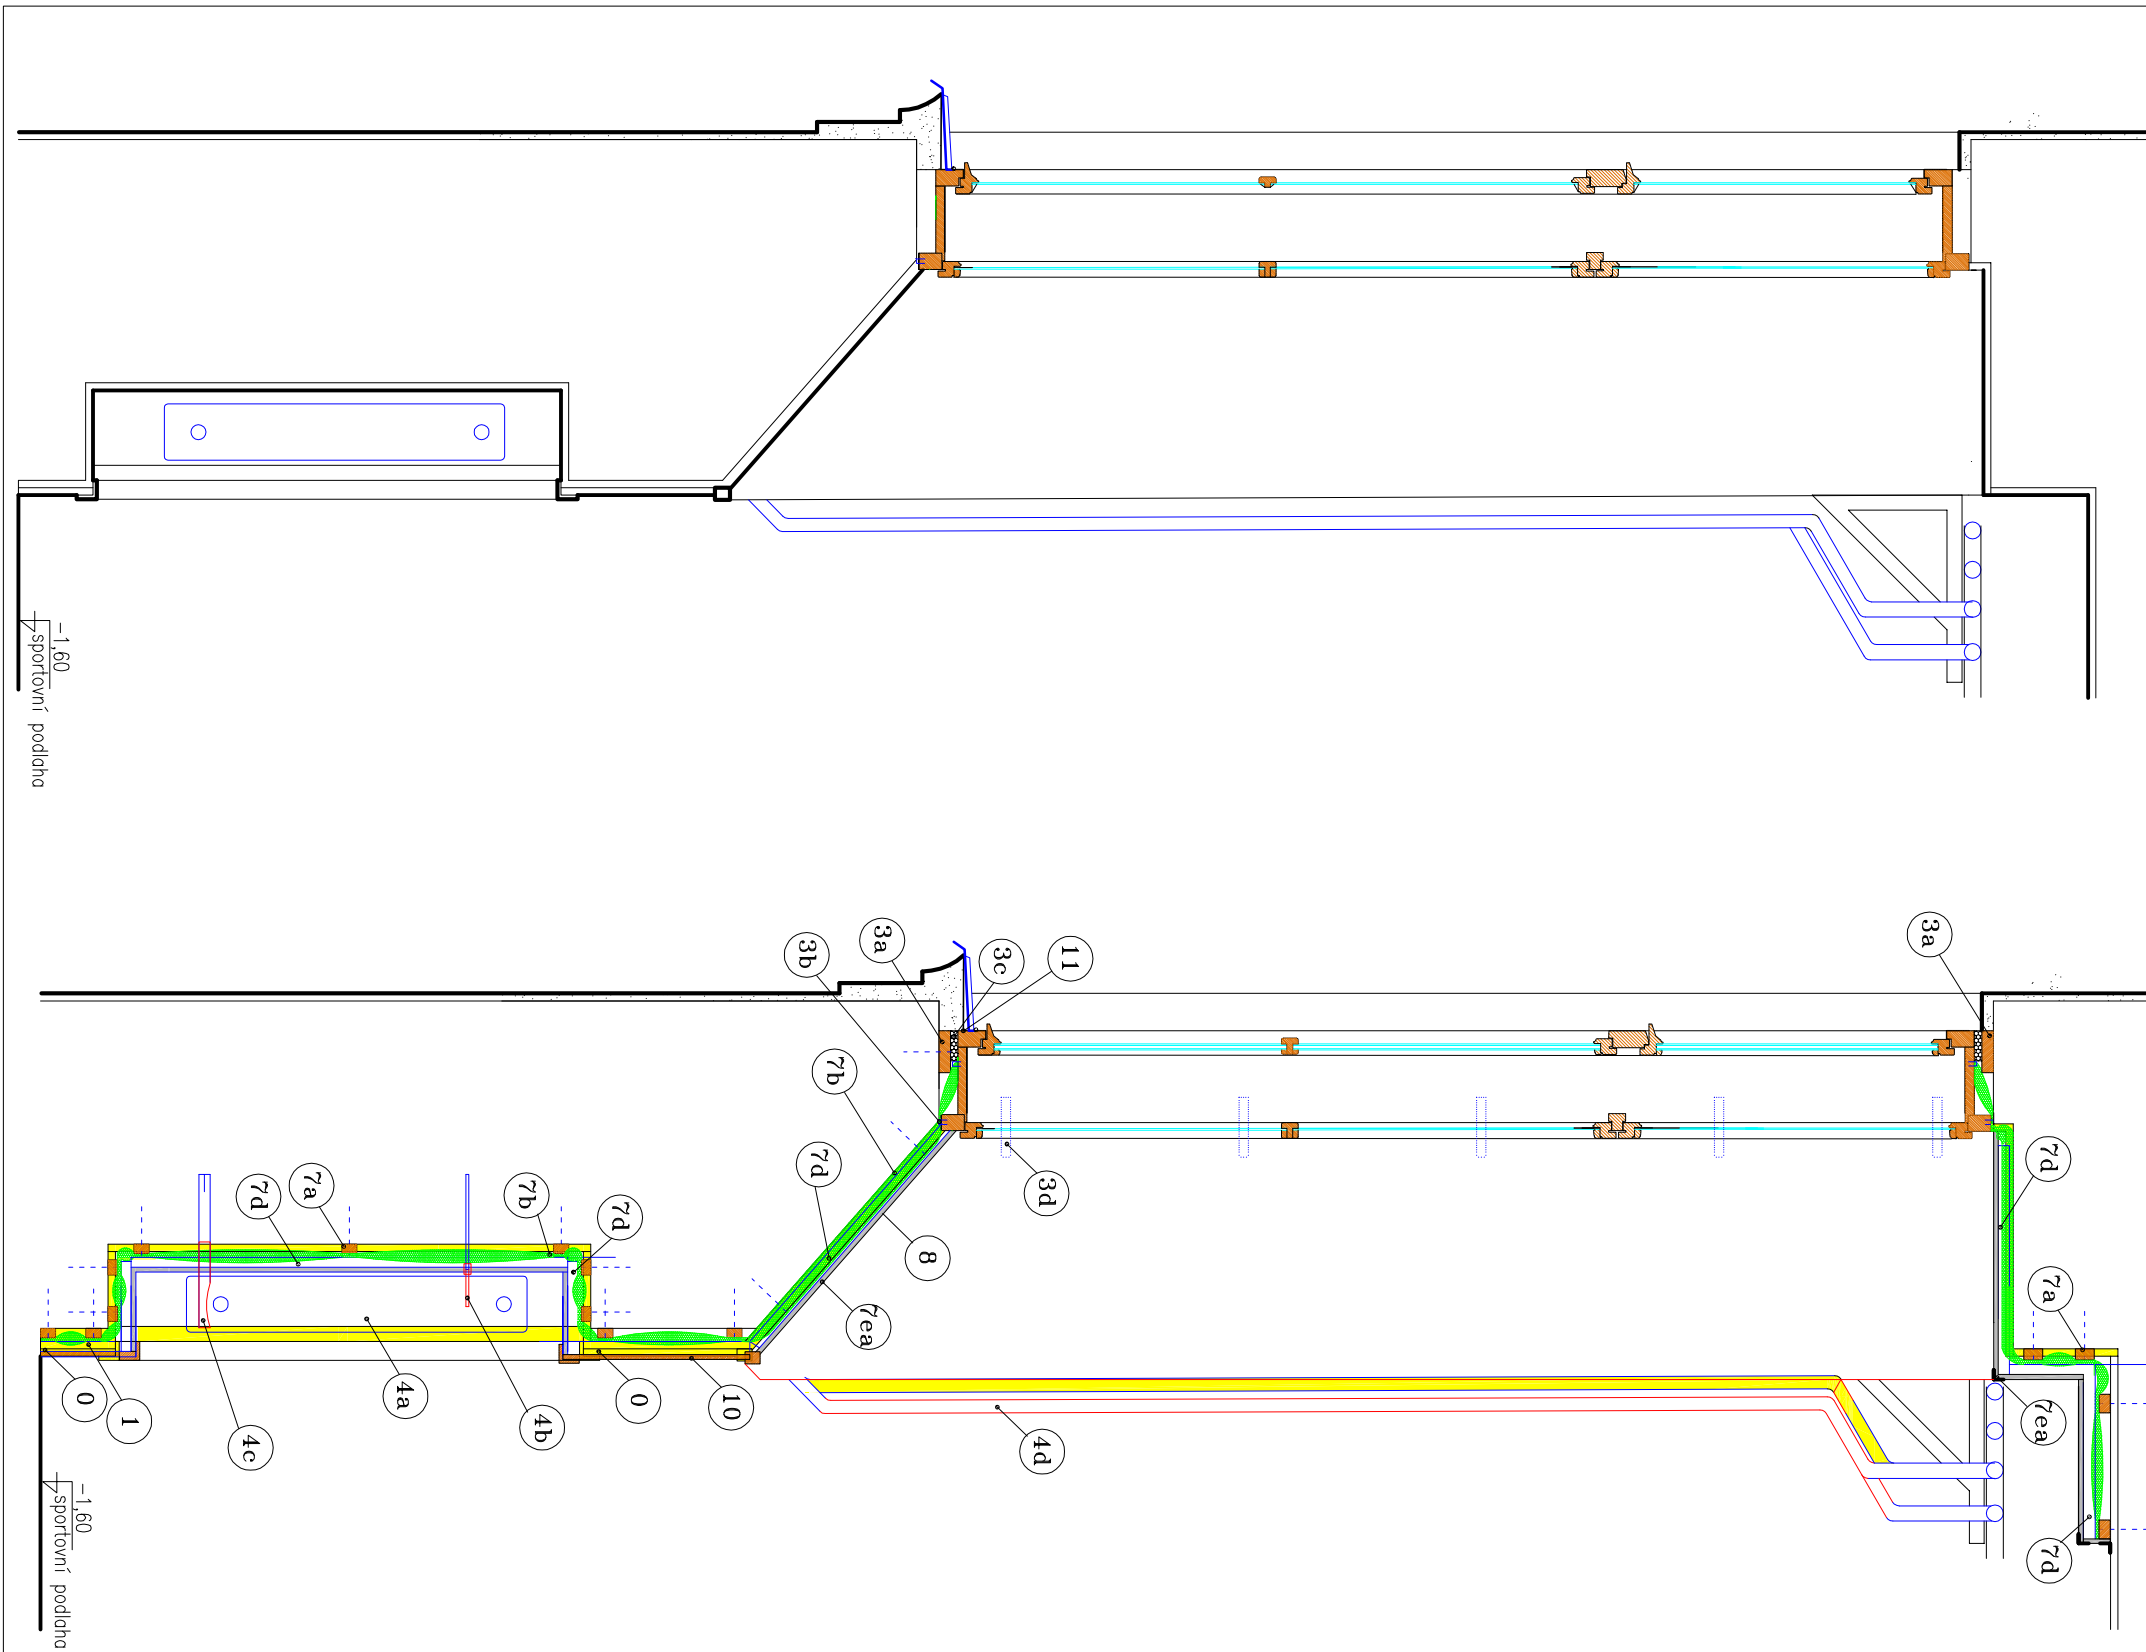 -1,60
sportovní podlaha
3a
3b
3a
3c
11
7b
7d
7d
7a
7b
7d
3d
8
7ea
7d
7a
7ea
7d
0
1
4c
4a
4b
0
10
4d
-1,60
sportovní podlaha